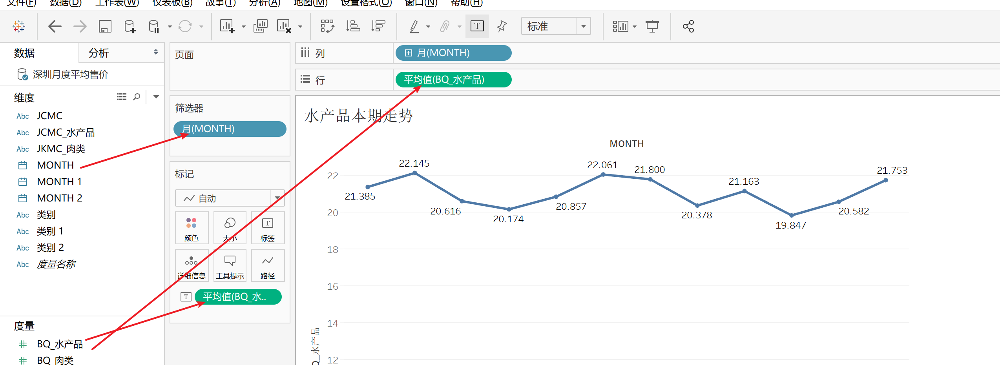 文件(F) 数据(D) 工作表(W) 仪表板(B) 故事(T) 分析(A) 地图(M) 设置格式(O) 窗口(N) 帮助(H)
标准
数据 分析
深圳月度平均售价
维度
Abc JCMC
Abc JCMC_水产品
Abc JKMC_肉类
MONTH
MONTH 1
MONTH 2
Abc 类别
Abc 类别 1
Abc 类别 2
Abc 度量名称
度量
BQ_水产品
BQ_肉类
页面
筛选器
月(MONTH)
标记
自动
颜色 大小 标签
详细信息 工具提示 路径
平均值(BQ_水..
列 月(MONTH)
行 平均值(BQ_水产品)
水产品本期走势
MONTH
22.145
22.061
21.800
21.753
21.163
21.385
20.616
20.174
20.857
20.378
19.847
20.582
22
20
18
16
14
12
Q_水产品